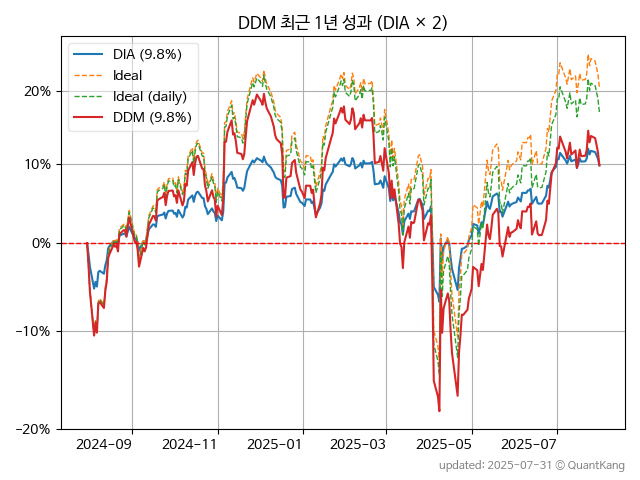 DDM 최근 1년 성과 (DIA × 2)
DIA (9.8%)
Ideal
Ideal (daily)
DDM (9.8%)
20%
10%
0%
−10%
−20%
2024-09
2024-11
2025-01
2025-03
2025-05
2025-07
updated: 2025-07-31 © QuantKang